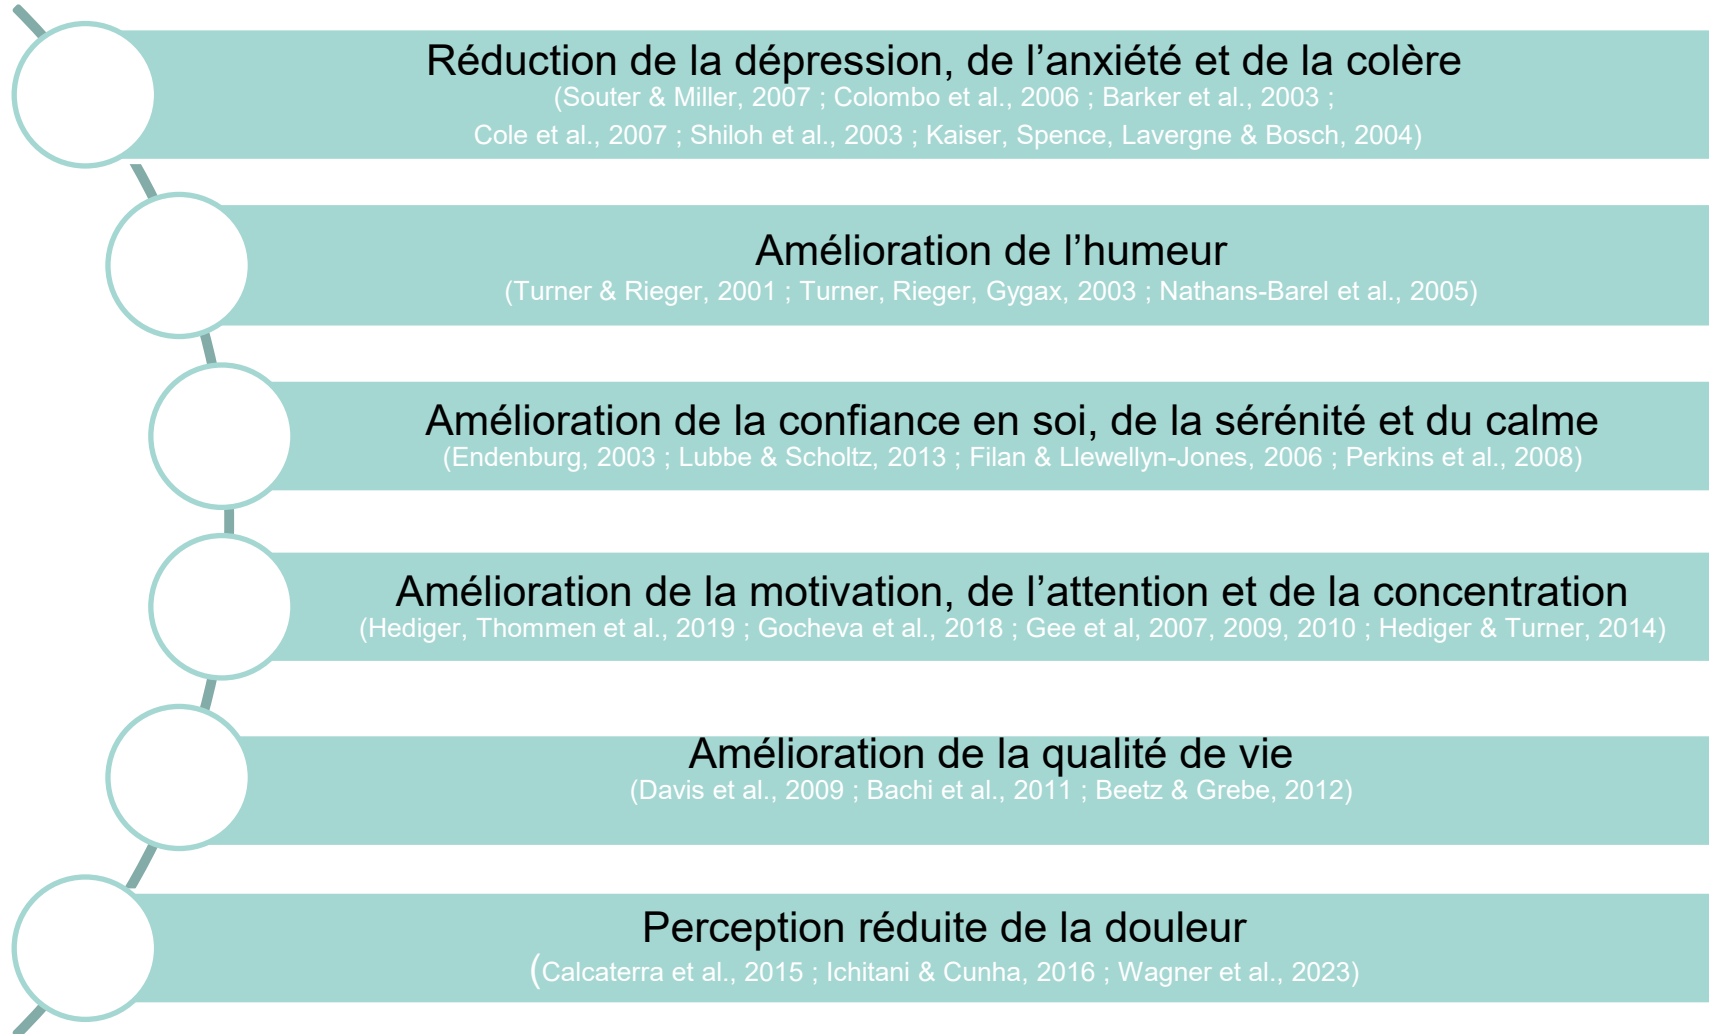 Réduction de la dépression, de l’anxiété et de la colère
(Souter & Miller, 2007 ; Colombo et al., 2006 ; Barker et al., 2003 ;
Cole et al., 2007 ; Shiloh et al., 2003 ; Kaiser, Spence, Lavergne & Bosch, 2004)
Amélioration de l’humeur
(Turner & Rieger, 2001 ; Turner, Rieger, Gygax, 2003 ; Nathans-Barel et al., 2005)
Amélioration de la confiance en soi, de la sérénité et du calme
(Endenburg, 2003 ; Lubbe & Scholtz, 2013 ; Filan & Llewellyn-Jones, 2006 ; Perkins et al., 2008)
Amélioration de la motivation, de l’attention et de la concentration
(Hediger, Thommen et al., 2019 ; Gocheva et al., 2018 ; Gee et al, 2007, 2009, 2010 ; Hediger & Turner, 2014)
Amélioration de la qualité de vie
(Davis et al., 2009 ; Bachi et al., 2011 ; Beetz & Grebe, 2012)
Perception réduite de la douleur
(Calcaterra et al., 2015 ; Ichitani & Cunha, 2016 ; Wagner et al., 2023)